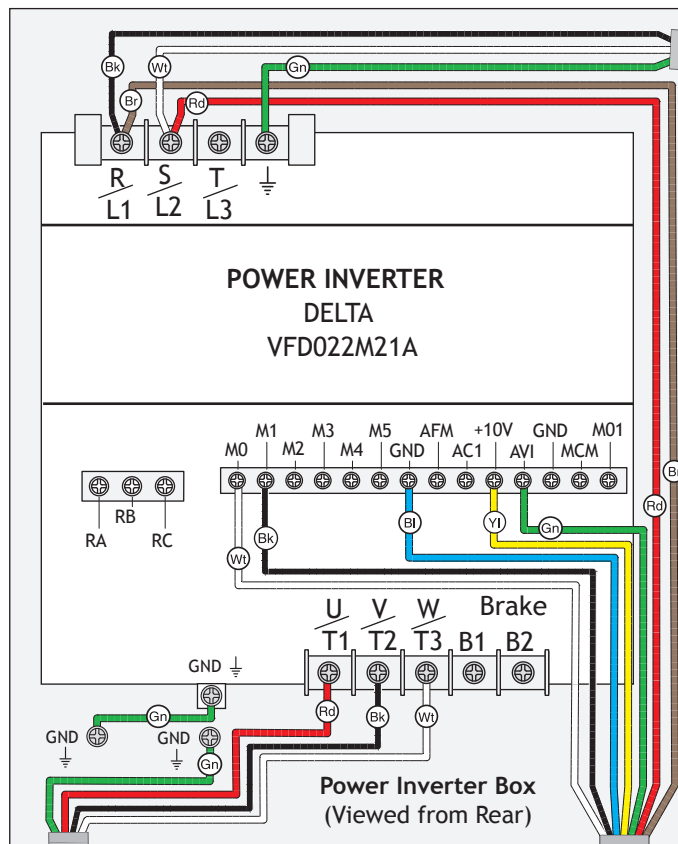 Bk
Wt
Gn
Br
Rd
R
L1
S
L2
T
L3
POWER INVERTER
DELTA
VFD022M21A
M0
M1
M2
M3
M4
M5
GND
AFM
AC1
+10V
AVI
GND
MCM
M01
RA
RB
RC
Wt
Bk
Bl
Yl
Gn
Rd
Br
U
T1
V
T2
W
T3
Brake
B1
B2
GND
Gn
GND
GND
Gn
Rd
Bk
Wt
Power Inverter Box
(Viewed from Rear)